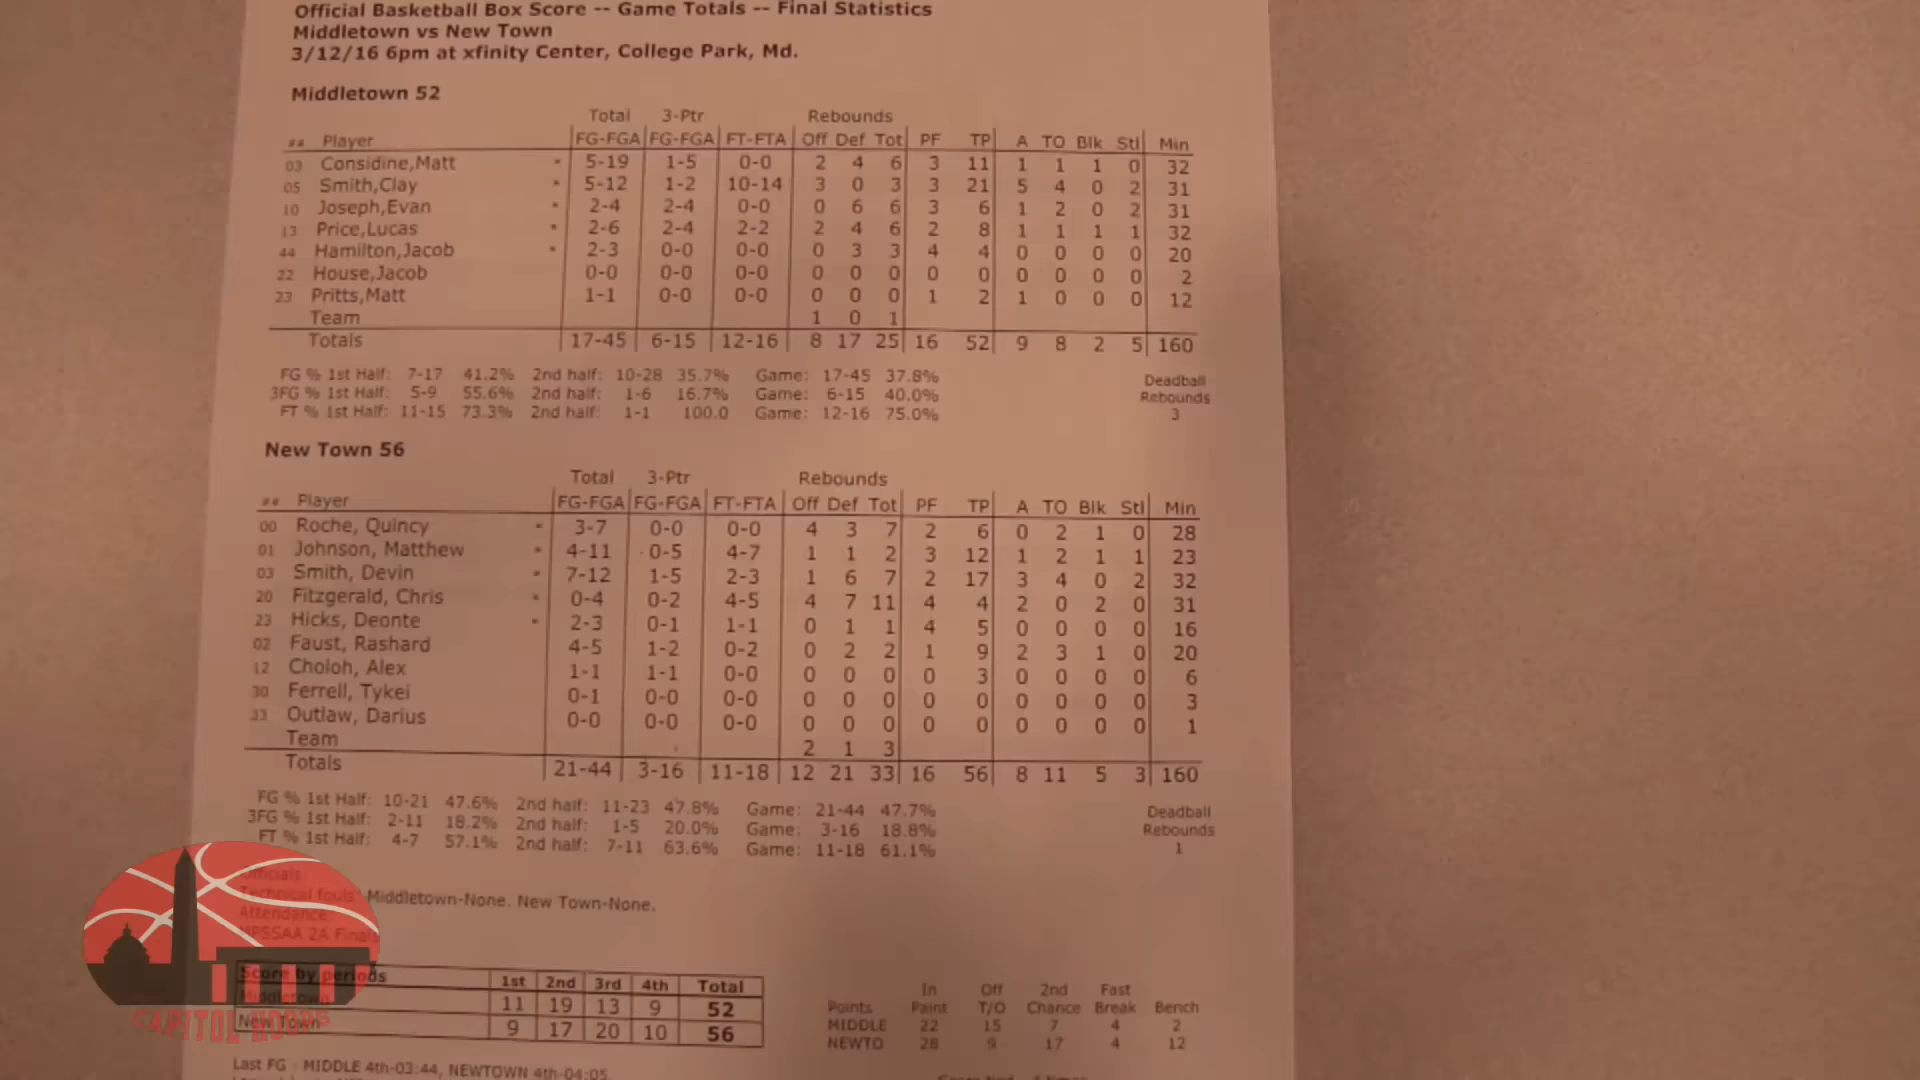 Official Basketball Box Score -- Game Totals -- Final Statistics
Middletown vs New Town
3/12/16 6pm at xfinity Center, College Park, Md.
Middletown 52
Total 3-Ptr Rebounds
## Player FG-FGA FG-FGA FT-FTA Off Def Tot PF TP A TO Blk Stl Min
03 Considine,Matt * 5-19 1-5 0-0 2 4 6 3 11 1 1 1 0 32
05 Smith,Clay * 5-12 1-2 10-14 3 0 3 3 21 5 4 0 2 31
10 Joseph,Evan * 2-4 2-4 0-0 0 6 6 3 6 1 2 0 2 31
13 Price,Lucas * 2-6 2-4 2-2 2 4 6 2 8 1 1 1 1 32
44 Hamilton,Jacob * 2-3 0-0 0-0 0 3 3 4 4 0 0 0 0 20
22 House,Jacob 0-0 0-0 0-0 0 0 0 0 0 0 0 0 0 2
23 Pritts,Matt 1-1 0-0 0-0 0 0 0 1 2 1 0 0 0 12
Team 1 0 1
Totals 17-45 6-15 12-16 8 17 25 16 52 9 8 2 5 160
FG % 1st Half: 7-17 41.2% 2nd half: 10-28 35.7% Game: 17-45 37.8%
3FG % 1st Half: 5-9 55.6% 2nd half: 1-6 16.7% Game: 6-15 40.0%
FT % 1st Half: 11-15 73.3% 2nd half: 1-1 100.0 Game: 12-16 75.0%
Deadball
Rebounds
3
New Town 56
Total 3-Ptr Rebounds
## Player FG-FGA FG-FGA FT-FTA Off Def Tot PF TP A TO Blk Stl Min
00 Roche, Quincy * 3-7 0-0 0-0 4 3 7 2 6 0 2 1 0 28
01 Johnson, Matthew * 4-11 0-5 4-7 1 1 2 3 12 1 2 1 1 23
03 Smith, Devin * 7-12 1-5 2-3 1 6 7 2 17 3 4 0 2 32
20 Fitzgerald, Chris * 0-4 0-2 4-5 4 7 11 4 4 2 0 2 0 31
23 Hicks, Deonte * 2-3 0-1 1-1 0 1 1 4 5 0 0 0 0 16
02 Faust, Rashard 4-5 1-2 0-2 0 2 2 1 9 2 3 1 0 20
12 Choloh, Alex 1-1 1-1 0-0 0 0 0 0 3 0 0 0 0 6
30 Ferrell, Tykei 0-1 0-0 0-0 0 0 0 0 0 0 0 0 0 3
33 Outlaw, Darius 0-0 0-0 0-0 0 0 0 0 0 0 0 0 0 1
Team 2 1 3
Totals 21-44 3-16 11-18 12 21 33 16 56 8 11 5 3 160
FG % 1st Half: 10-21 47.6% 2nd half: 11-23 47.8% Game: 21-44 47.7%
3FG % 1st Half: 2-11 18.2% 2nd half: 1-5 20.0% Game: 3-16 18.8%
FT % 1st Half: 4-7 57.1% 2nd half: 7-11 63.6% Game: 11-18 61.1%
Deadball
Rebounds
1
Officials:
Technical fouls: Middletown-None. New Town-None.
Attendance:
MPSSAA 2A Finals
Score by periods 1st 2nd 3rd 4th Total
Middletown 11 19 13 9 52
New Town 9 17 20 10 56
CAPITOL HOOPS
In Off 2nd Fast
Points Paint T/O Chance Break Bench
MIDDLE 22 15 7 4 2
NEWTO 28 9 17 4 12
Last FG : MIDDLE 4th-03:44, NEWTOWN 4th-04:05.